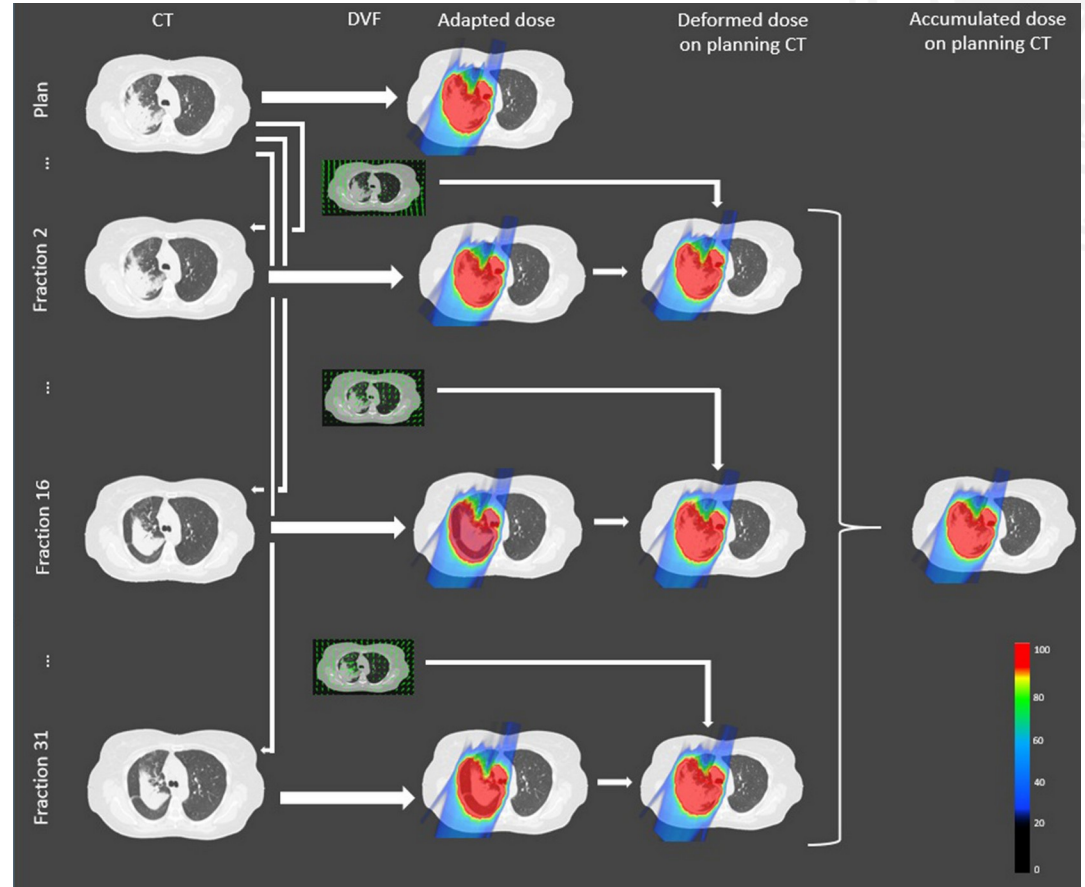 CT
DVF
Adapted dose
Deformed dose
on planning CT
Accumulated dose
on planning CT
Plan
...
Fraction 2
...
Fraction 16
...
Fraction 31
100
80
60
40
20
0